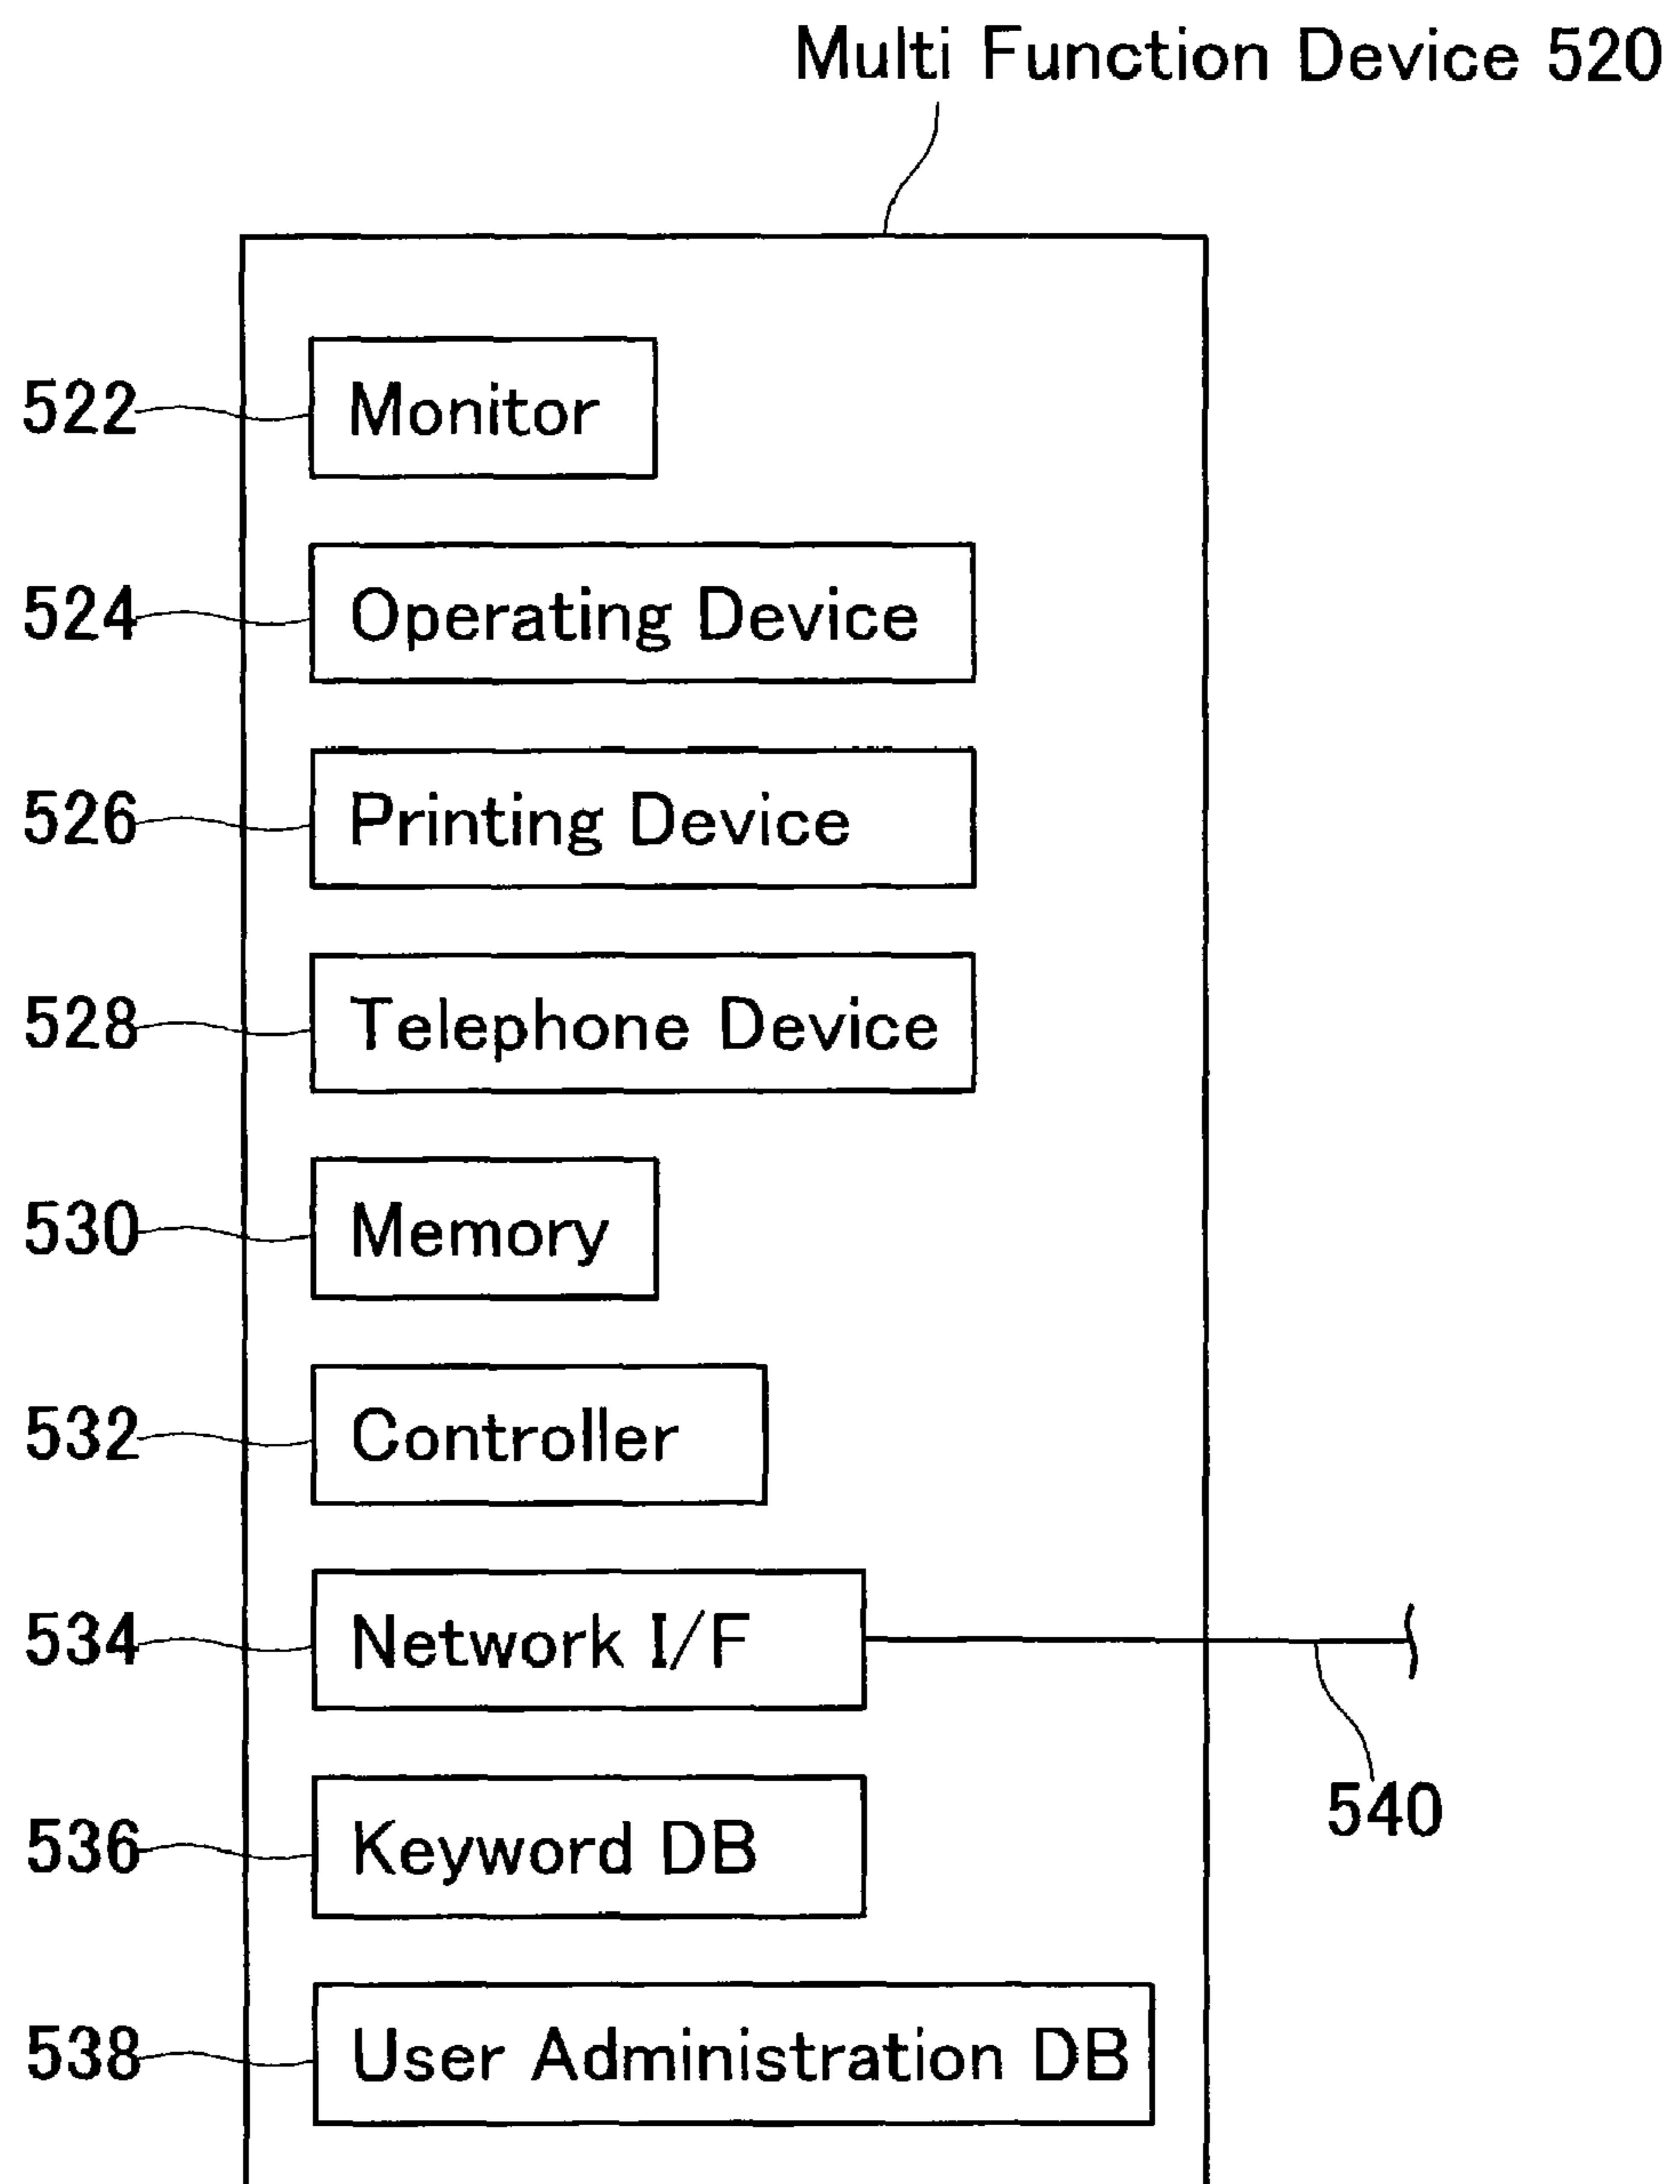 Multi Function Device 520
522 Monitor
524 Operating Device
526 Printing Device
528 Telephone Device
530 Memory
532 Controller
534 Network I/F
540
536 Keyword DB
538 User Administration DB